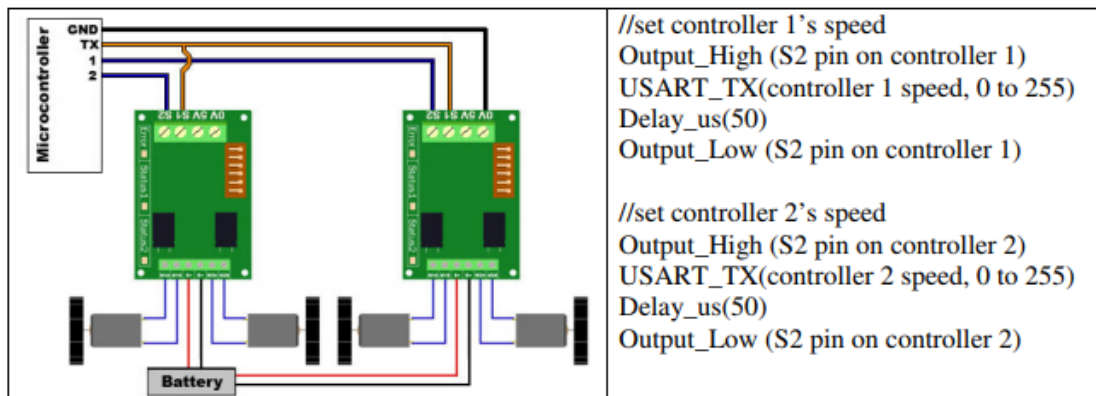 GND
TX
1
2
Microcontroller
S2 S1 5V 0V
Error
Status1
Status2
S2 S1 5V 0V
Error
Status1
Status2
Battery
//set controller 1's speed
Output_High (S2 pin on controller 1)
USART_TX(controller 1 speed, 0 to 255)
Delay_us(50)
Output_Low (S2 pin on controller 1)
//set controller 2's speed
Output_High (S2 pin on controller 2)
USART_TX(controller 2 speed, 0 to 255)
Delay_us(50)
Output_Low (S2 pin on controller 2)